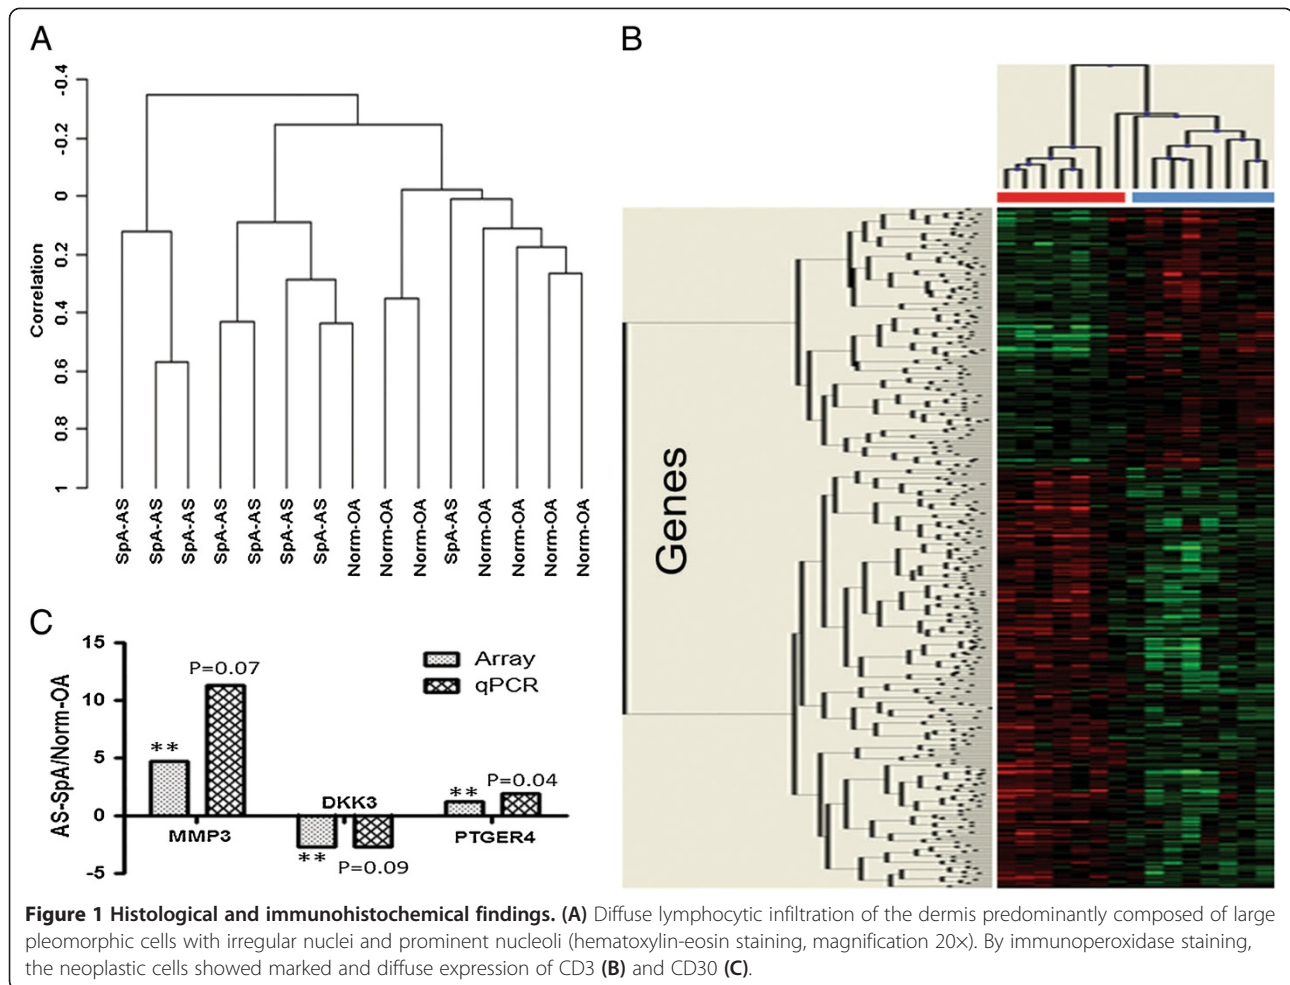 A
B
-0.4
-0.2
0
0.2
0.4
0.6
0.8
1
Correlation
SpA-AS
SpA-AS
SpA-AS
SpA-AS
SpA-AS
SpA-AS
SpA-AS
Norm-OA
Norm-OA
Norm-OA
SpA-AS
Norm-OA
Norm-OA
Norm-OA
Norm-OA
Genes
C
15
10
5
0
-5
AS-SpA/Norm-OA
Array
qPCR
P=0.07
**
MMP3
DKK3
**
P=0.09
**
P=0.04
PTGER4
Figure 1 Histological and immunohistochemical findings. (A) Diffuse lymphocytic infiltration of the dermis predominantly composed of large
pleomorphic cells with irregular nuclei and prominent nucleoli (hematoxylin-eosin staining, magnification 20×). By immunoperoxidase staining,
the neoplastic cells showed marked and diffuse expression of CD3 (B) and CD30 (C).